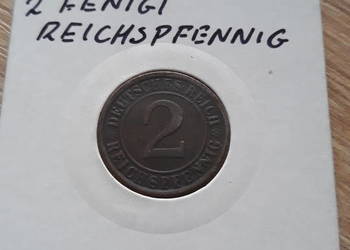 2 FENIGI
REICHSPFENNIG
DEUTSCHES REICH
2
REICHSPFENNIG